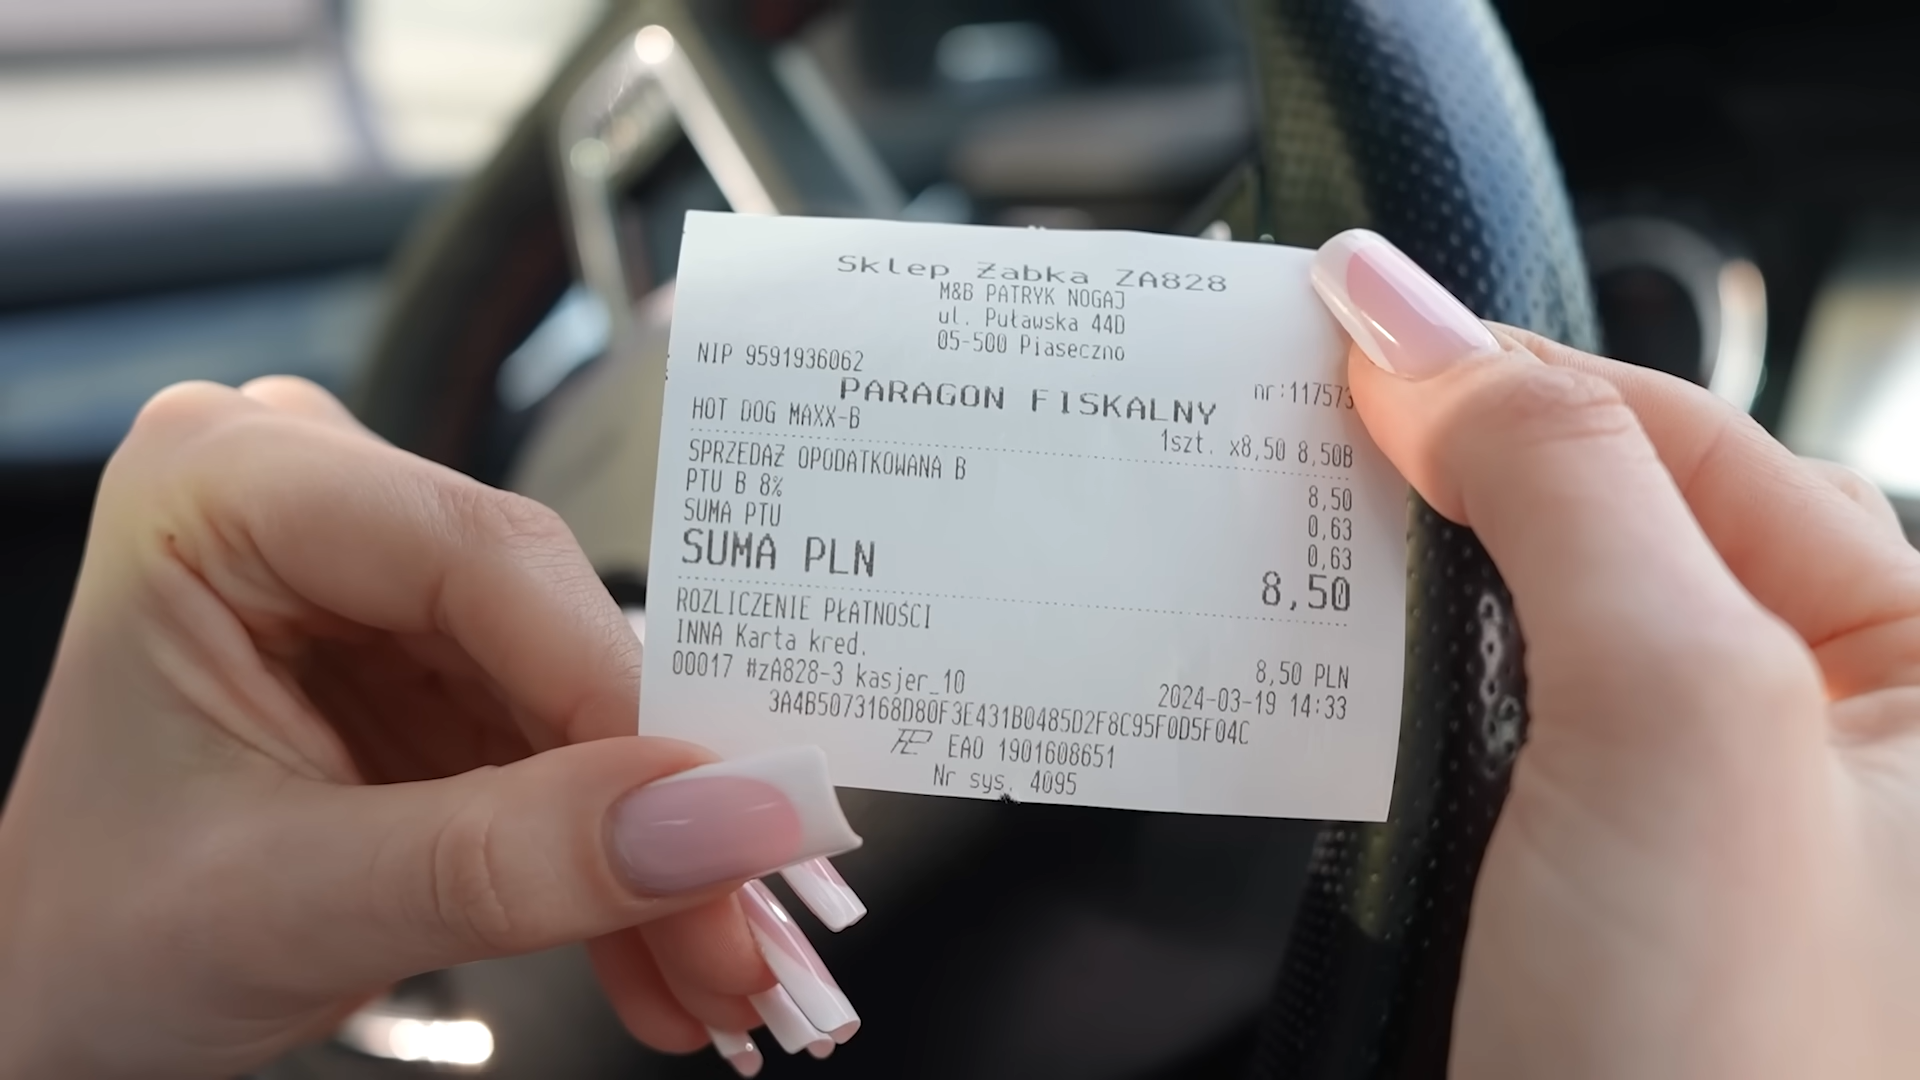 Sklep Żabka ZA828
M&B PATRYK NOGAJ
ul. Puławska 44D
05-500 Piaseczno
NIP 9591936062 nr:117573
PARAGON FISKALNY
HOT DOG MAXX-B 1szt. x8,50 8,50B
SPRZEDAŻ OPODATKOWANA B 8,50
PTU B 8% 0,63
SUMA PTU 0,63
SUMA PLN 8,50
ROZLICZENIE PŁATNOŚCI
INNA Karta kred. 8,50 PLN
00017 #zA828-3 kasjer_10 2024-03-19 14:33
3A4B5073168D80F3E431B0485D2F8C95F0D5F04C
EAO 1901608651
Nr sys. 4095